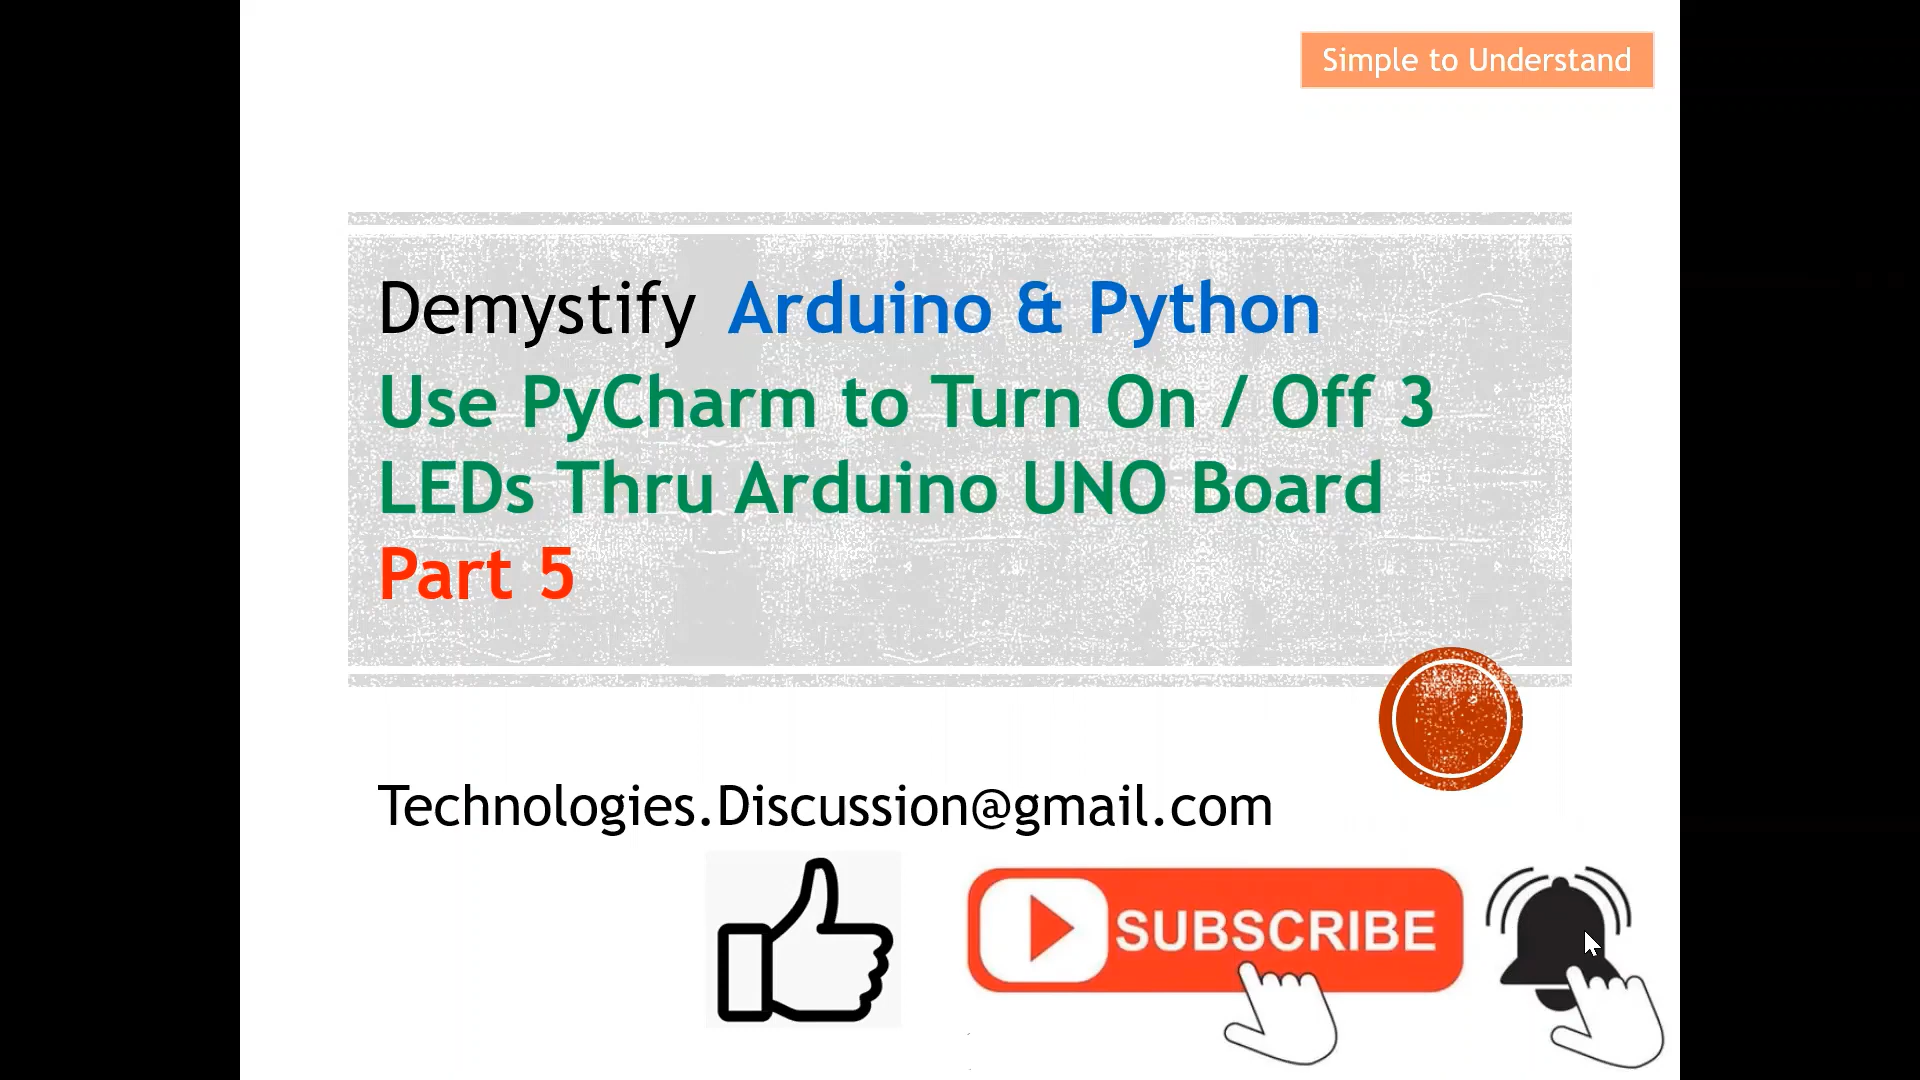 Simple to Understand
Demystify Arduino & Python
Use PyCharm to Turn On / Off 3
LEDs Thru Arduino UNO Board
Part 5
Technologies.Discussion@gmail.com
SUBSCRIBE